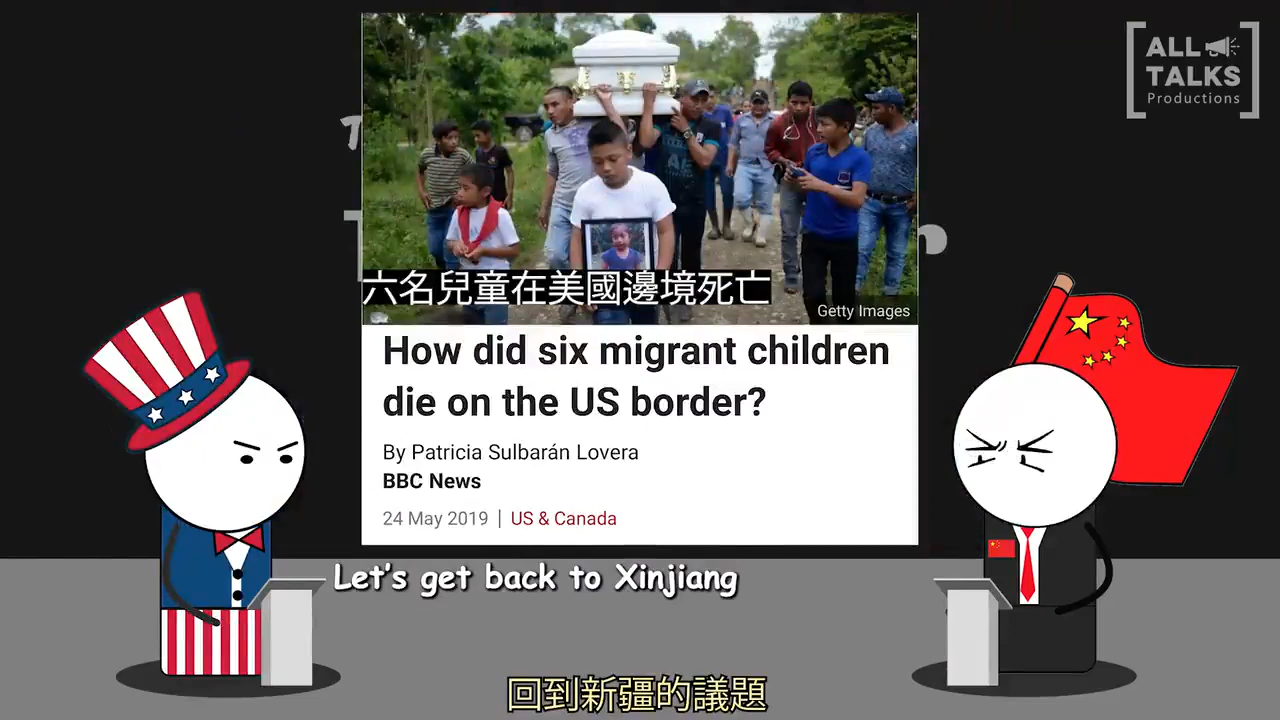 ALL
TALKS
Productions
六名兒童在美國邊境死亡
Getty Images
How did six migrant children
die on the US border?
By Patricia Sulbarán Lovera
BBC News
24 May 2019 | US & Canada
Let's get back to Xinjiang
回到新疆的議題